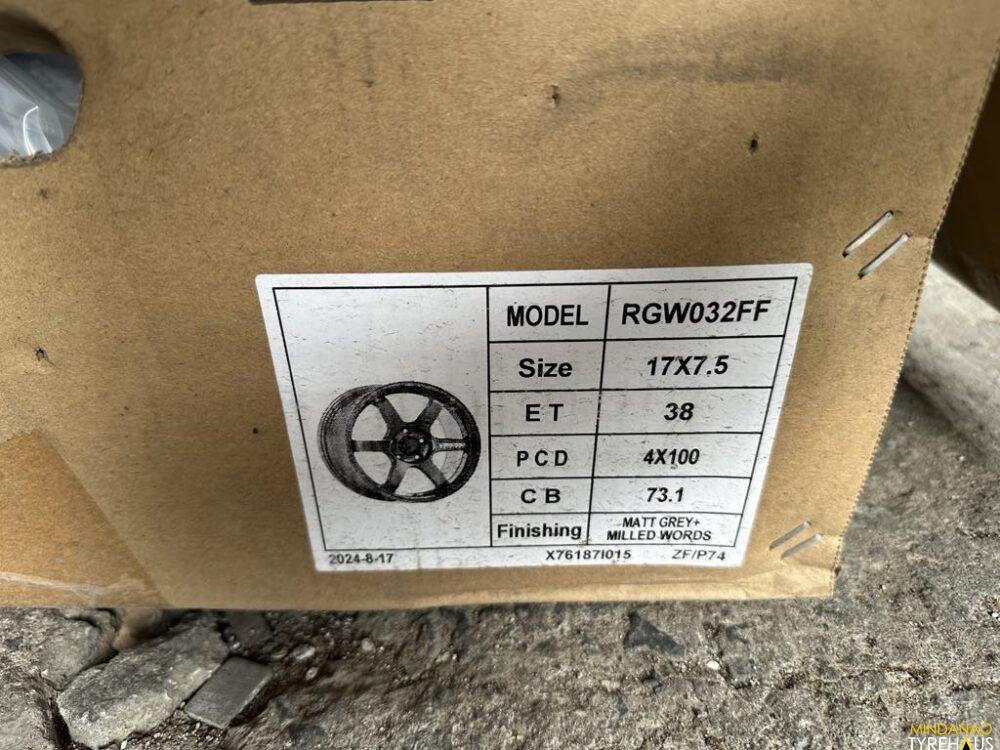 MODEL RGW032FF
Size 17X7.5
ET 38
PCD 4X100
CB 73.1
Finishing MATT GREY+
MILLED WORDS
2024-8-17 X76187I015 ZF/P74
MINDANAO
TYREHAUS